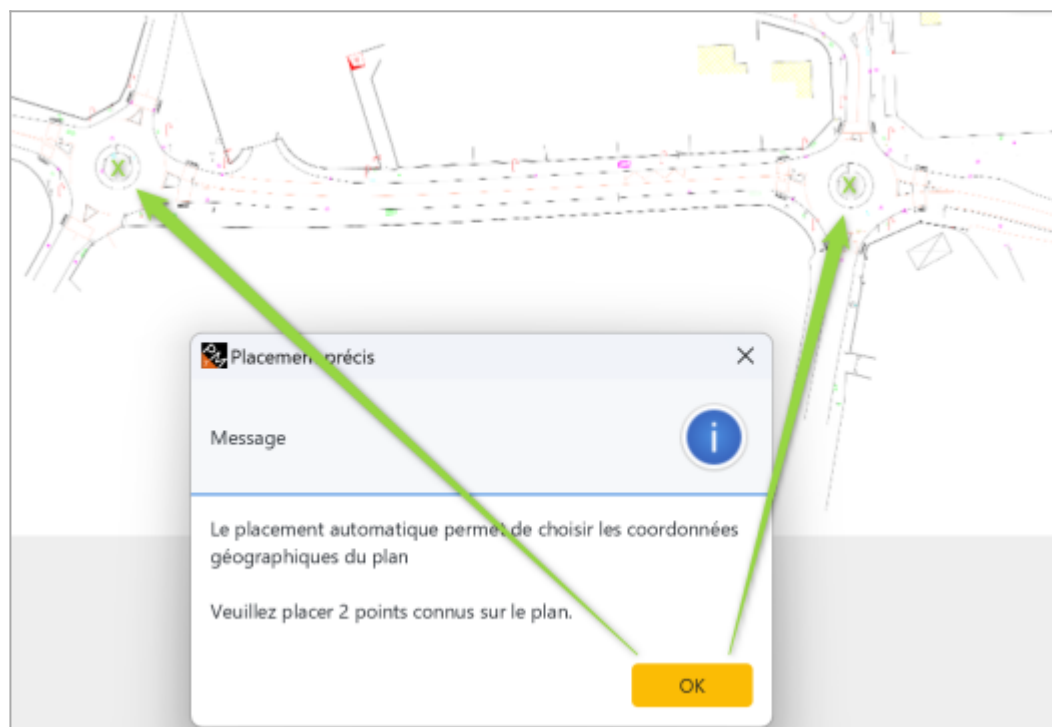 X
X
PMV
Placement précis
Message
i
Le placement automatique permet de choisir les coordonnées
géographiques du plan
Veuillez placer 2 points connus sur le plan.
OK